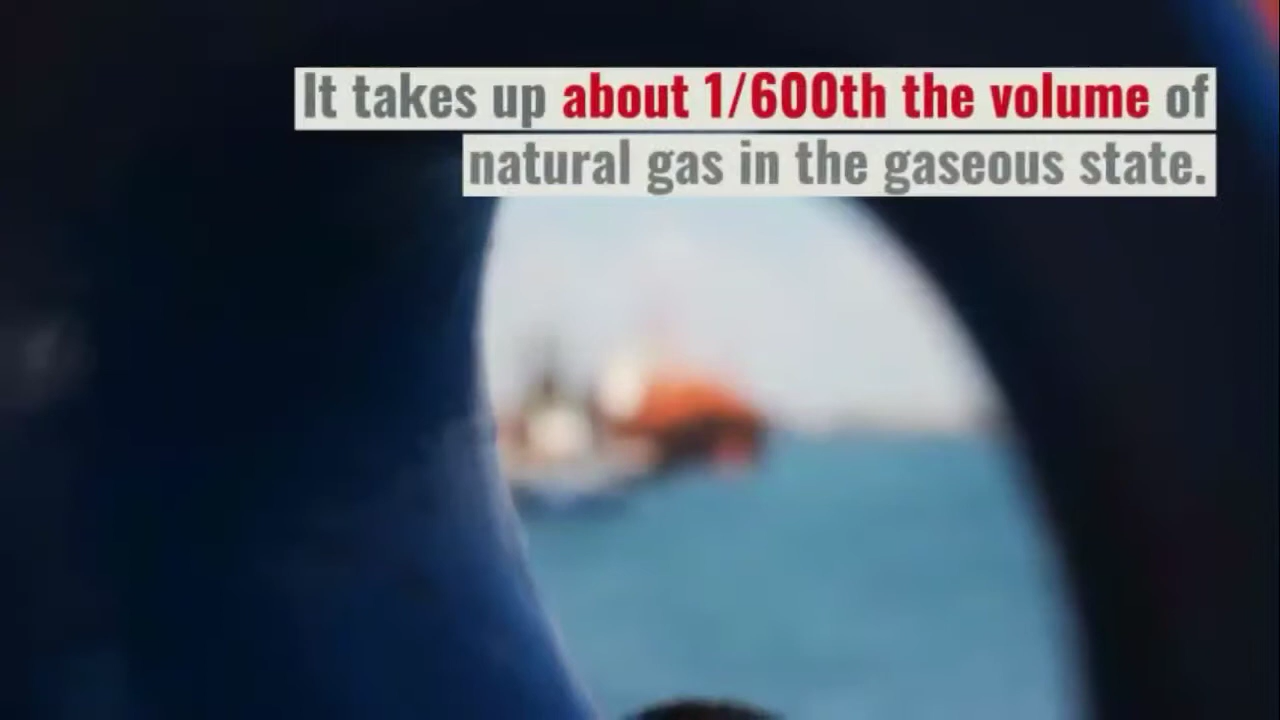 It takes up about 1/600th the volume of
natural gas in the gaseous state.